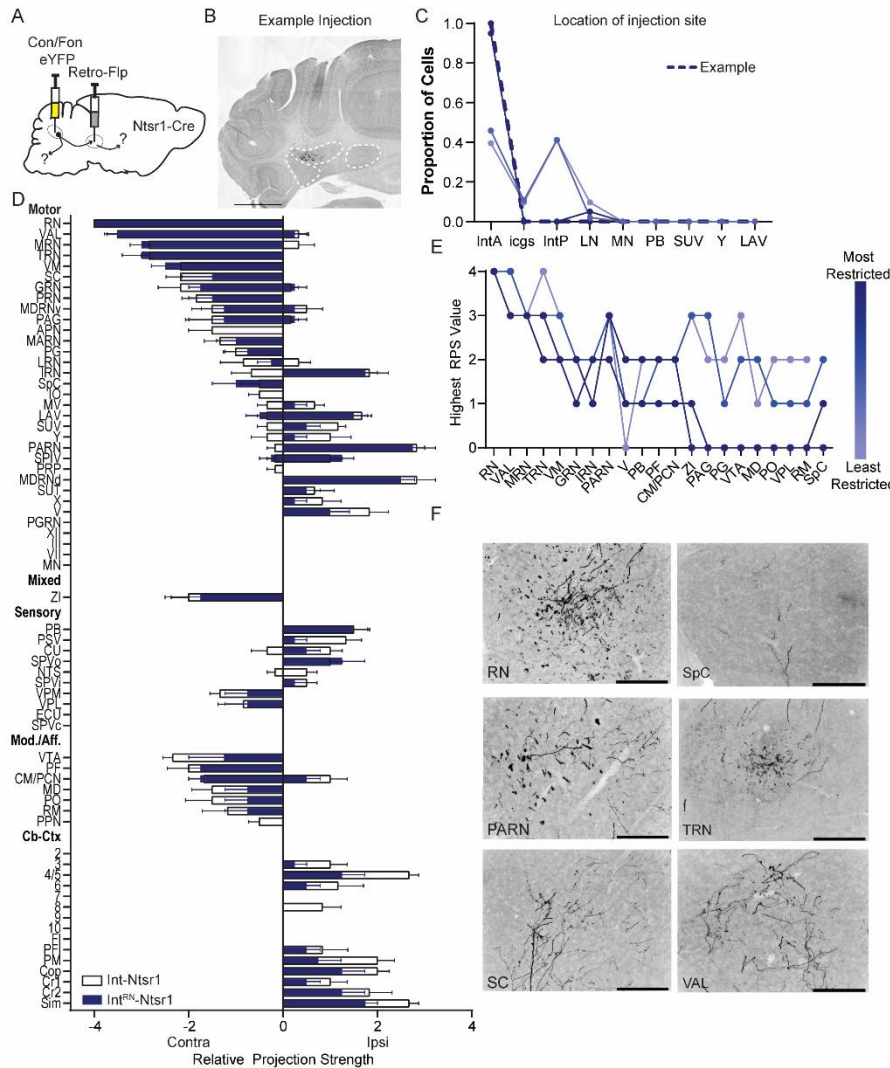 A
Con/Fon
eYFP
Retro-Flp
Ntsr1-Cre
?
?
B
Example Injection
C
Location of injection site
Example
Proportion of Cells
1.0
0.8
0.6
0.4
0.2
0.0
IntA icgs IntP LN MN PB SUV Y LAV
D
Motor
RN
VAL
MRN
TRN
VM
SC
GRN
PRN
MDRNv
PAG
APN
MARN
PG
LRN
IRN
SpC
IO
MV
LAV
SUV
Y
PARN
SPIV
PRP
MDRNd
SUT
X
V
PGRN
XII
III
VII
MN
Mixed
ZI
Sensory
PB
PSV
CU
SPVo
NTS
SPVi
VPM
VPL
ECU
SPVc
Mod./Aff.
VTA
PF
CM/PCN
MD
PO
RM
PPN
Cb-Ctx
2
3
4/5
6
7
8
9
10
PM
Cop
Cr1
Cr2
Sim
Int-Ntsr1
IntRN-Ntsr1
-4 -2 0 2 4
Contra Ipsi
Relative Projection Strength
E
Highest RPS Value
4
3
2
1
0
RN VAL MRN TRN VM GRN IRN PARN V PB PF CM/PCN ZI PAG PG VTA MD PO VPL RM SpC
Most
Restricted
Least
Restricted
F
RN
SpC
PARN
TRN
SC
VAL